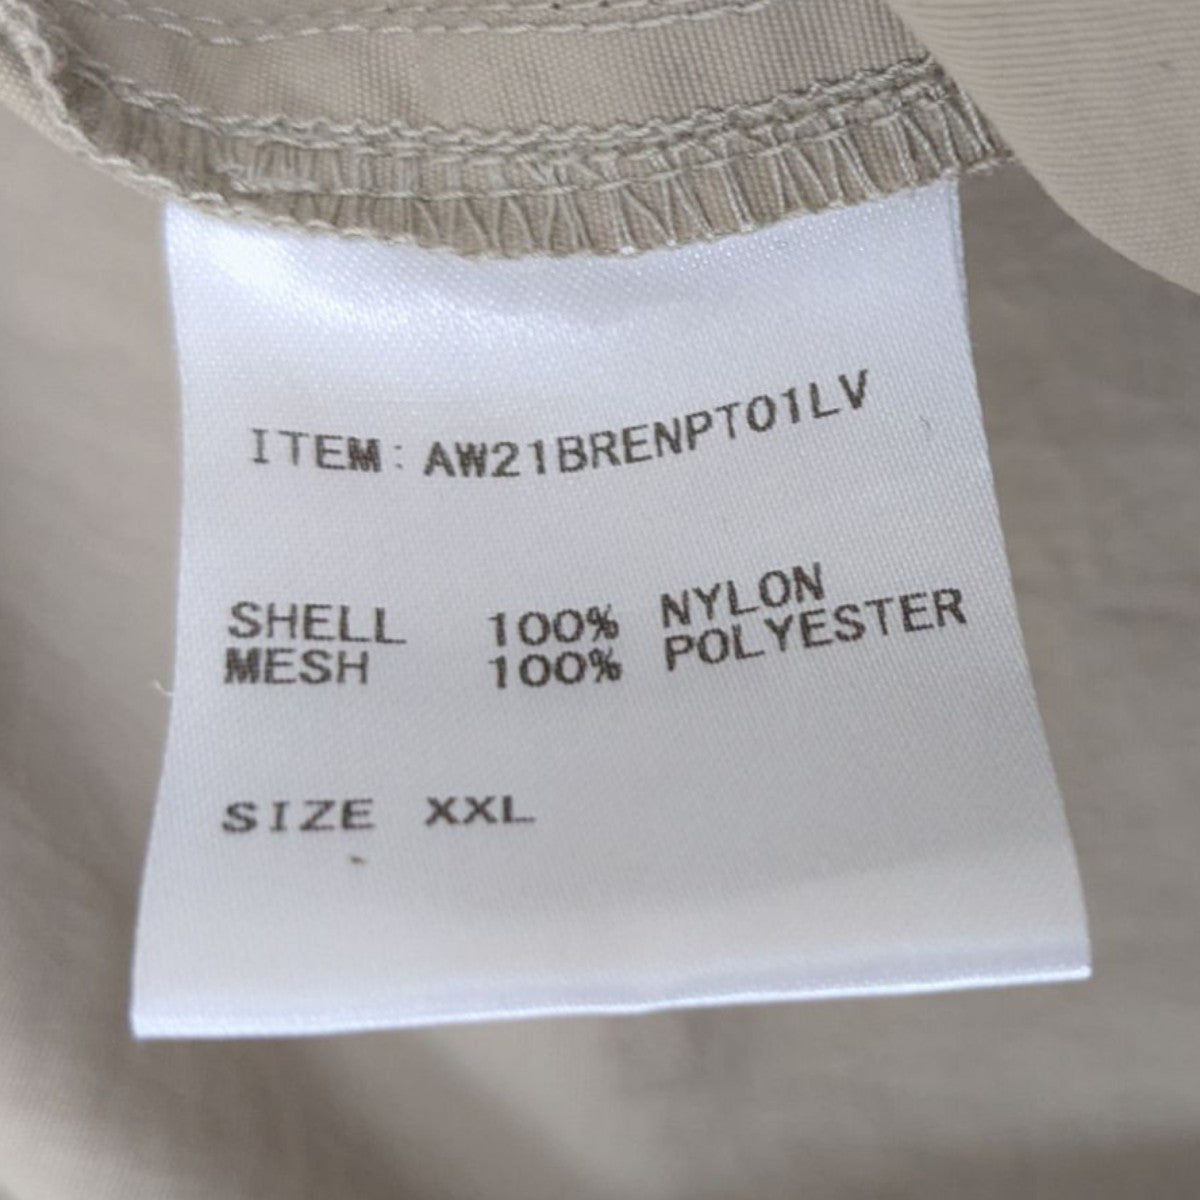 ITEM: AW21BRENPT01LV
SHELL 100% NYLON
MESH 100% POLYESTER
SIZE XXL